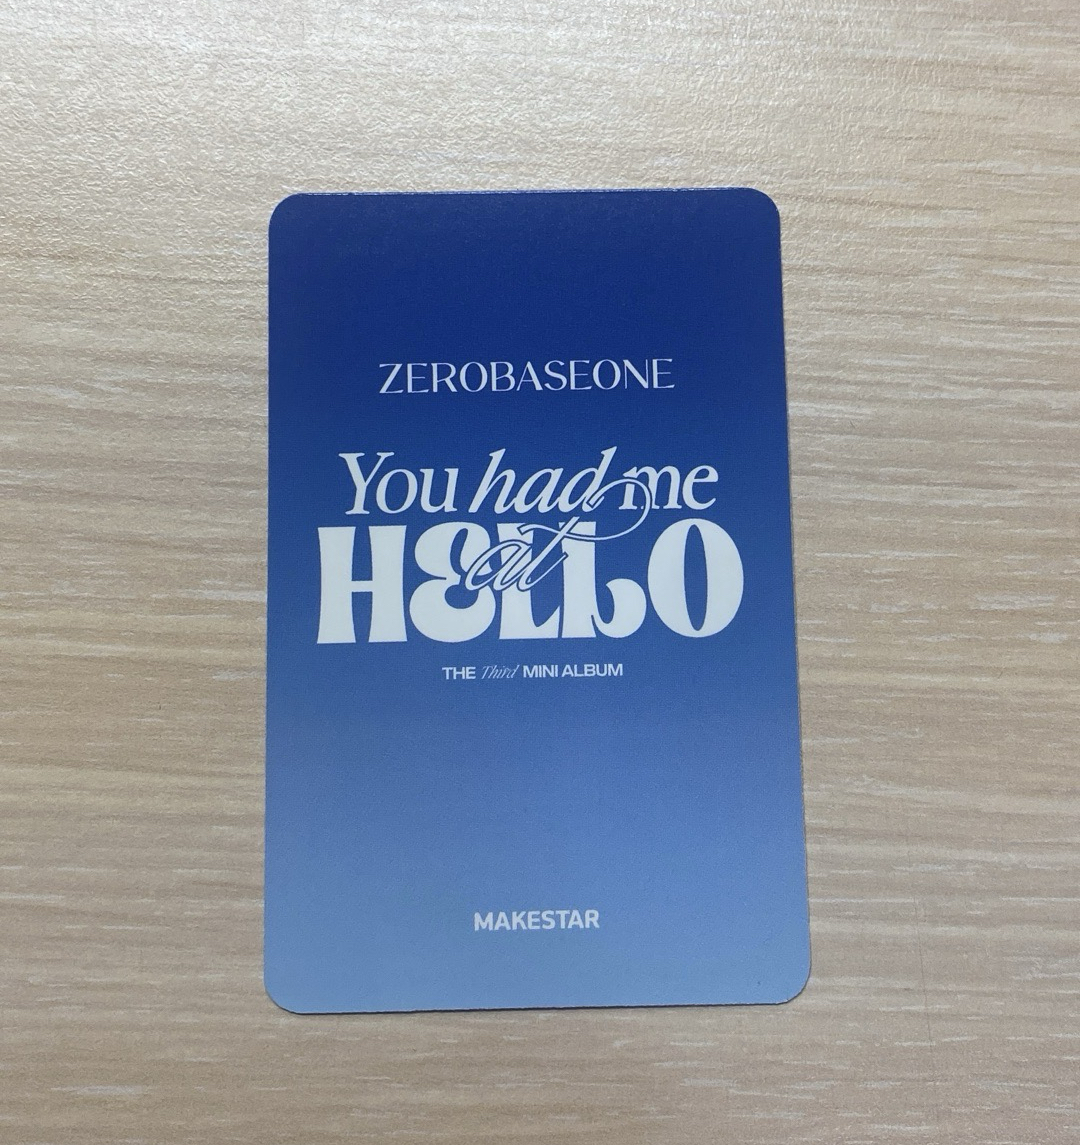 ZEROBASEONE
You had me
at
HELLO
THE Third MINI ALBUM
MAKESTAR